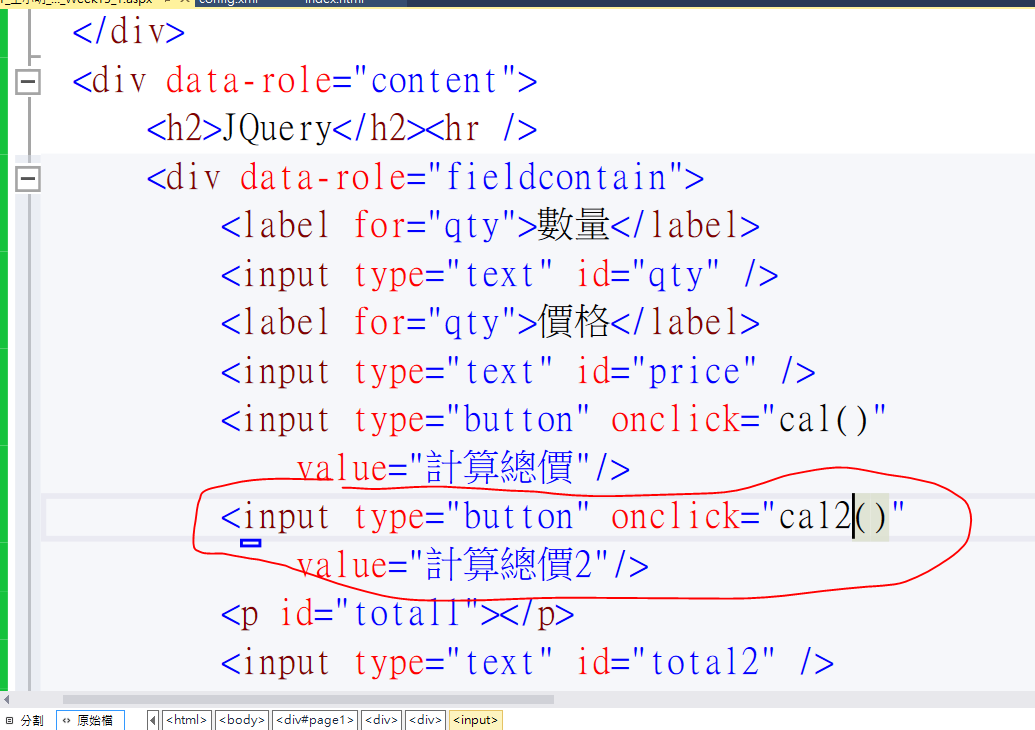 config.xml index.html
</div>
<div data-role="content">
<h2>JQuery</h2><hr />
<div data-role="fieldcontain">
<label for="qty">數量</label>
<input type="text" id="qty" />
<label for="qty">價格</label>
<input type="text" id="price" />
<input type="button" onclick="cal()"
value="計算總價"/>
<input type="button" onclick="cal2()"
value="計算總價2"/>
<p id="total1"></p>
<input type="text" id="total2" />
分割 原始檔 <html> <body> <div#page1> <div> <div> <input>